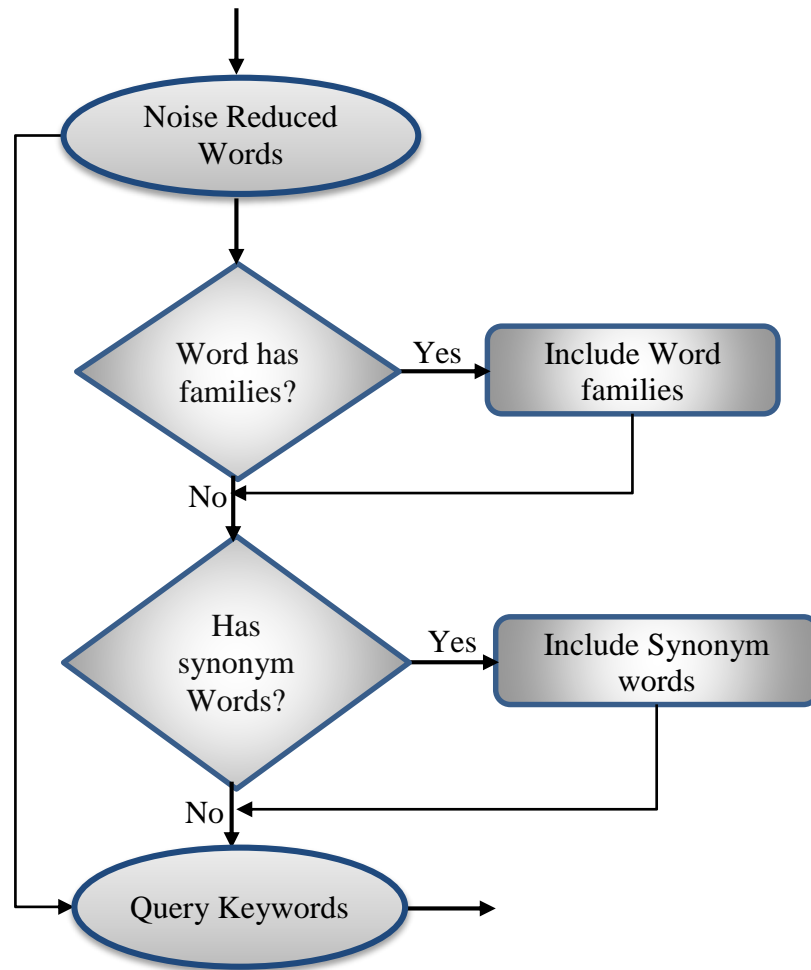 Noise Reduced
Words
Word has
families?
Yes
Include Word
families
No
Has
synonym
Words?
Yes
Include Synonym
words
No
Query Keywords